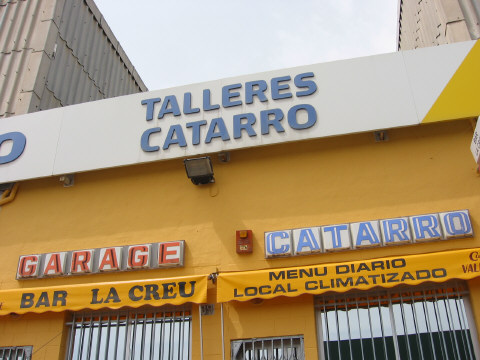 TALLERES
CATARRO
GARAGE CATARRO
BAR LA CREU
MENU DIARIO
LOCAL CLIMATIZADO